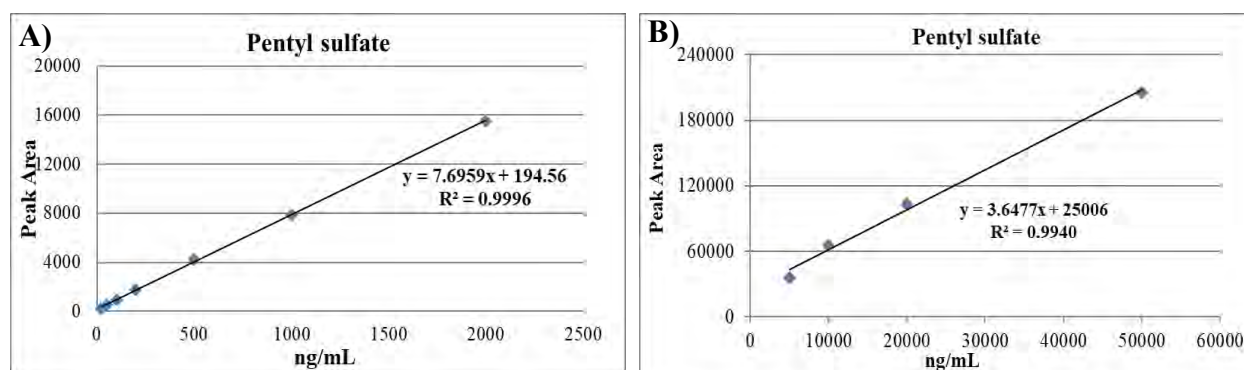 A)
Pentyl sulfate
20000
16000
12000
8000
4000
0
Peak Area
y = 7.6959x + 194.56
R² = 0.9996
0 500 1000 1500 2000 2500
ng/mL
B)
Pentyl sulfate
240000
180000
120000
60000
0
Peak Area
y = 3.6477x + 25006
R² = 0.9940
0 10000 20000 30000 40000 50000 60000
ng/mL